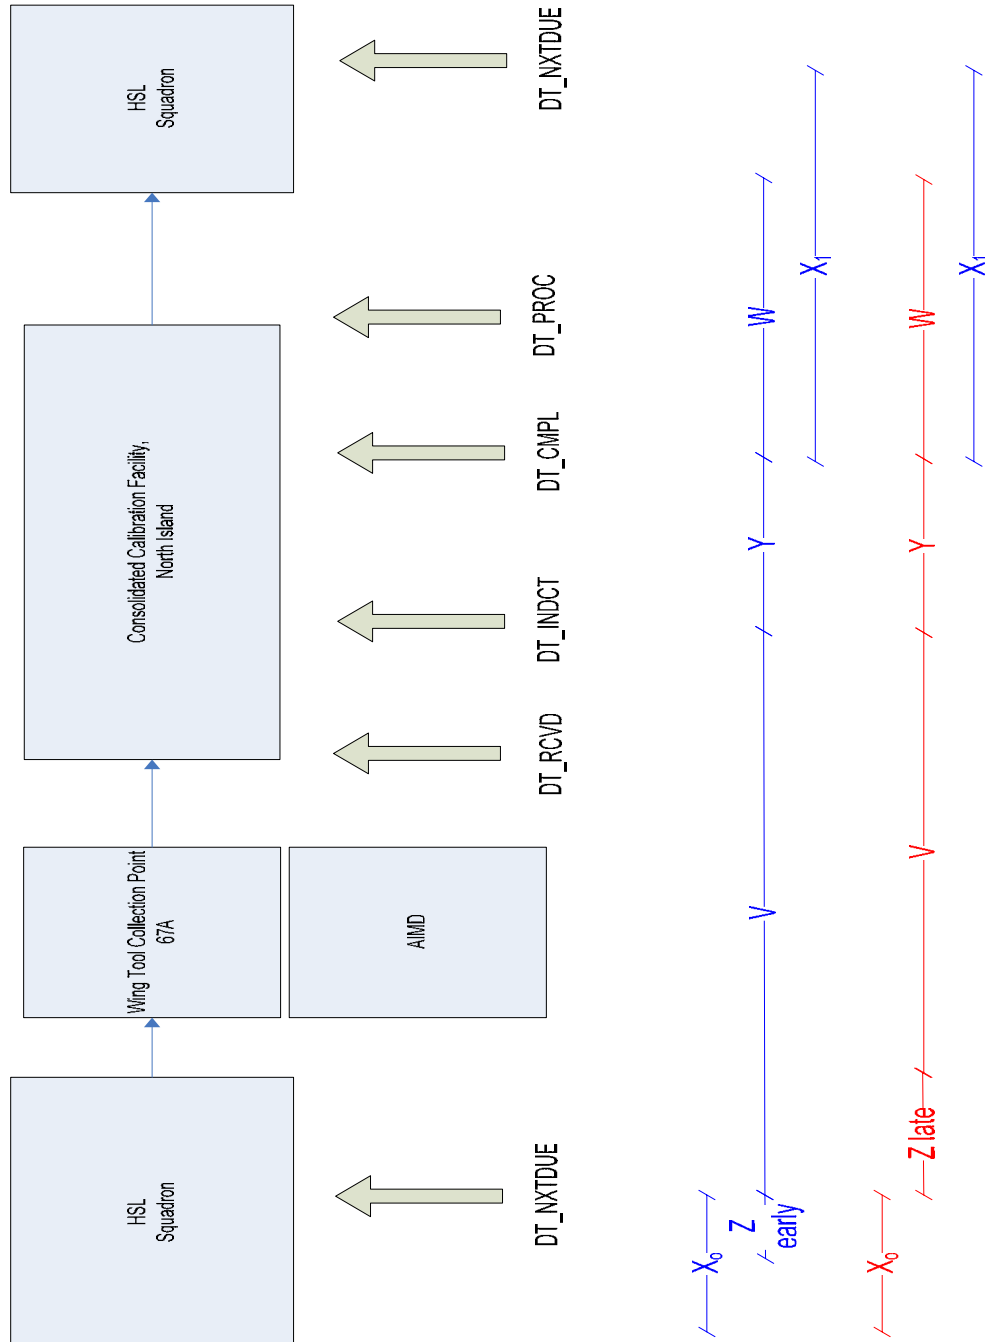 HSL
Squadron
Wing Tool Collection Point
67A
AIMD
Consolidated Calibration Facility,
North Island
HSL
Squadron
DT_NXTDUE
DT_RCVD
DT_INDCT
DT_CMPL
DT_PROC
DT_NXTDUE
X₀
Z
early
V
Y
W
X₁
X₀
Z late
V
Y
W
X₁